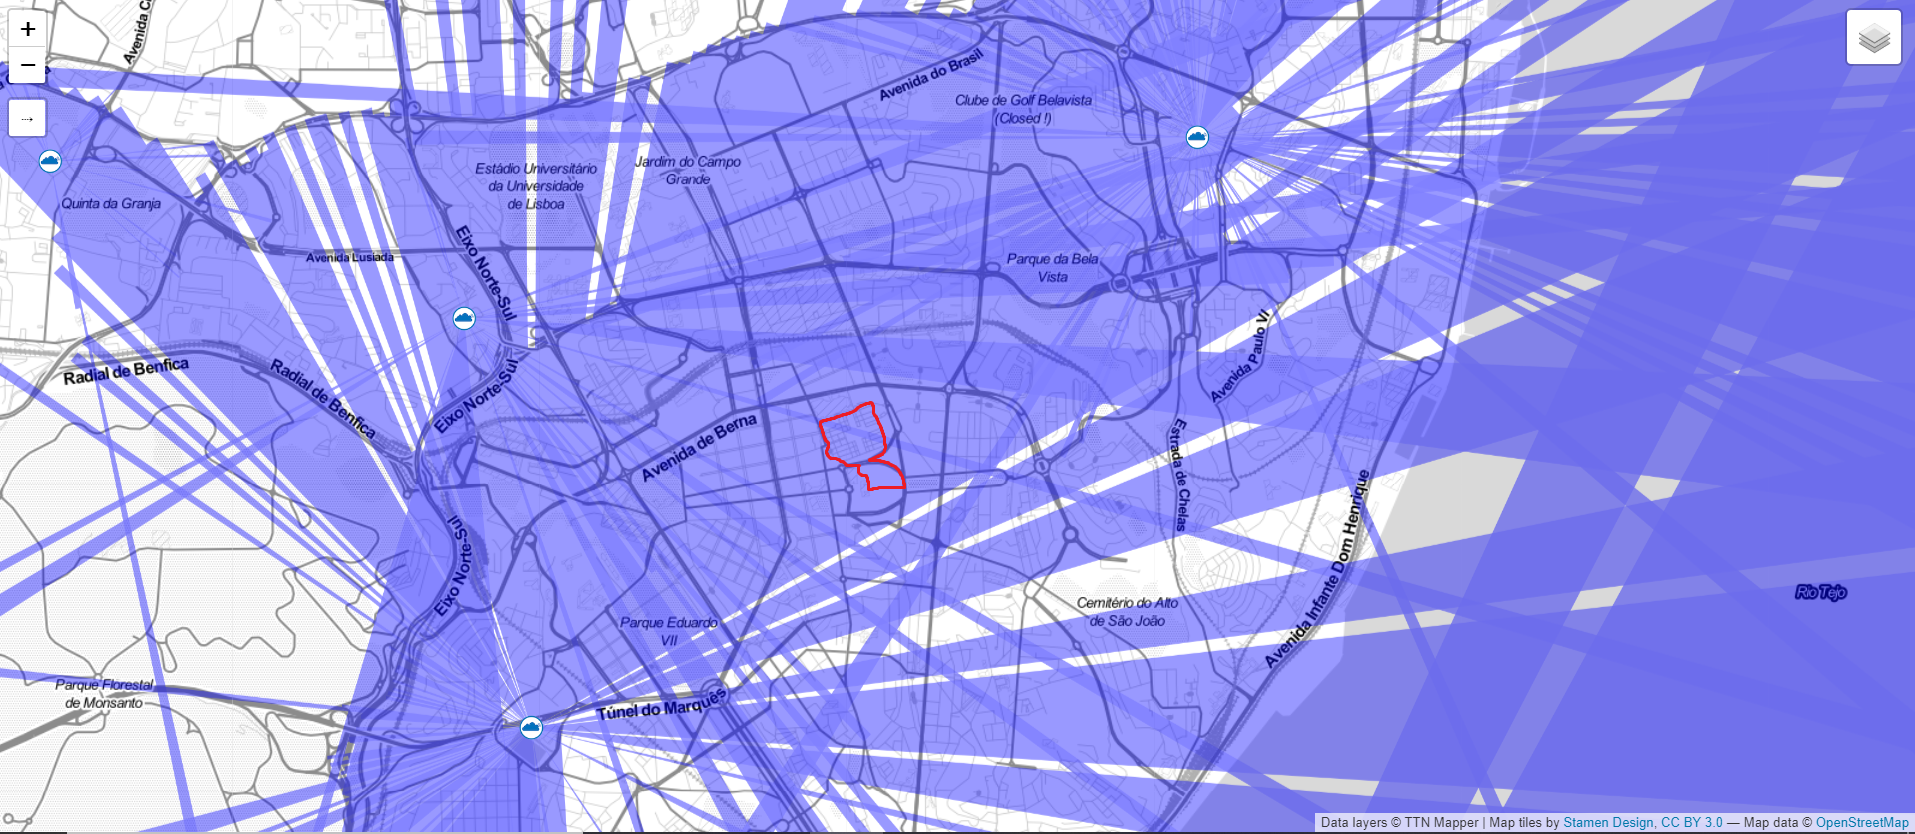 +
−
→
Avenida C
Avenida do Brasil
Clube de Golf Belavista
(Closed !)
Estádio Universitário
da Universidade
de Lisboa
Jardim do Campo
Grande
Quinta da Granja
Avenida Lusíada
Eixo Norte-Sul
Parque da Bela
Vista
Radial de Benfica
Radial de Benfica
Eixo Norte-Sul
Avenida Paulo VI
Avenida de Berna
Estrada de Chelas
Eixo Norte-Sul
Avenida Infante Dom Henrique
Rio Tejo
Cemitério do Alto
de São João
Parque Eduardo
VII
Parque Florestal
de Monsanto
Túnel do Marquês
Data layers © TTN Mapper | Map tiles by Stamen Design, CC BY 3.0 — Map data © OpenStreetMap